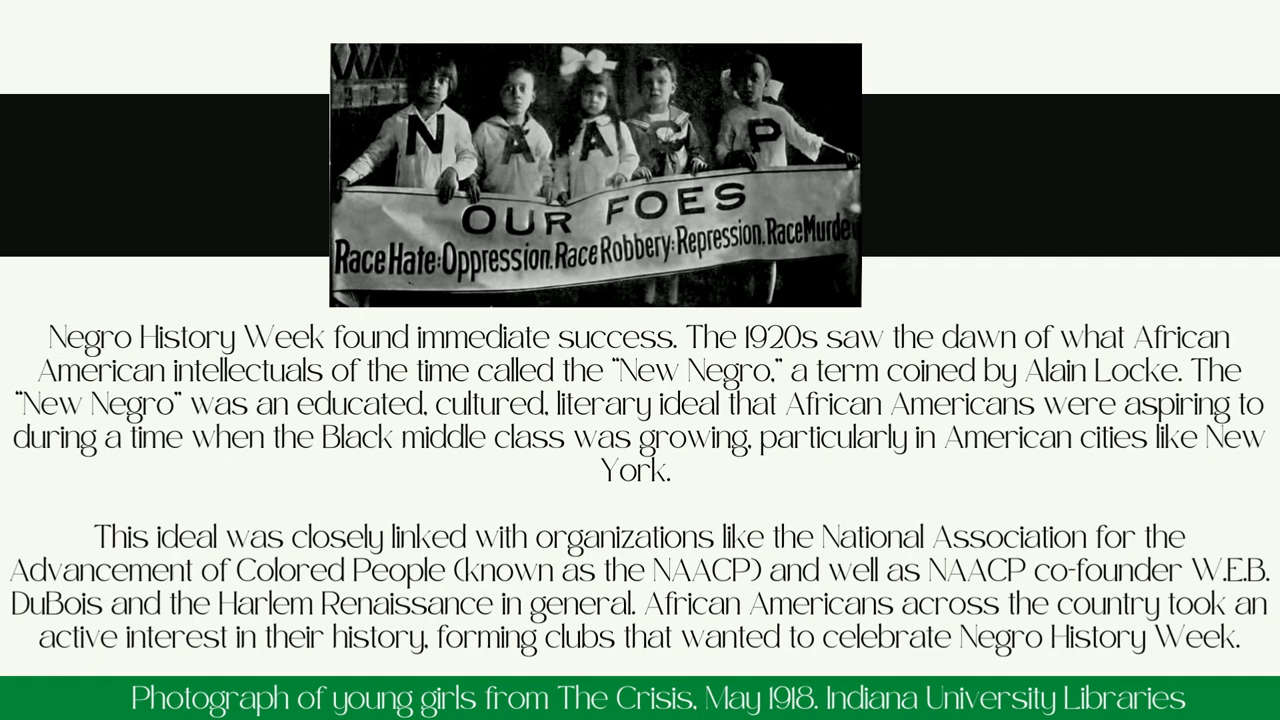 N A A C P
OUR FOES
Race Hate: Oppression. Race Robbery: Repression. Race Murde
Negro History Week found immediate success. The 1920s saw the dawn of what African
American intellectuals of the time called the "New Negro," a term coined by Alain Locke. The
"New Negro" was an educated, cultured, literary ideal that African Americans were aspiring to
during a time when the Black middle class was growing, particularly in American cities like New
York.
This ideal was closely linked with organizations like the National Association for the
Advancement of Colored People (known as the NAACP) and well as NAACP co-founder W.E.B.
DuBois and the Harlem Renaissance in general. African Americans across the country took an
active interest in their history, forming clubs that wanted to celebrate Negro History Week.
Photograph of young girls from The Crisis, May 1918. Indiana University Libraries